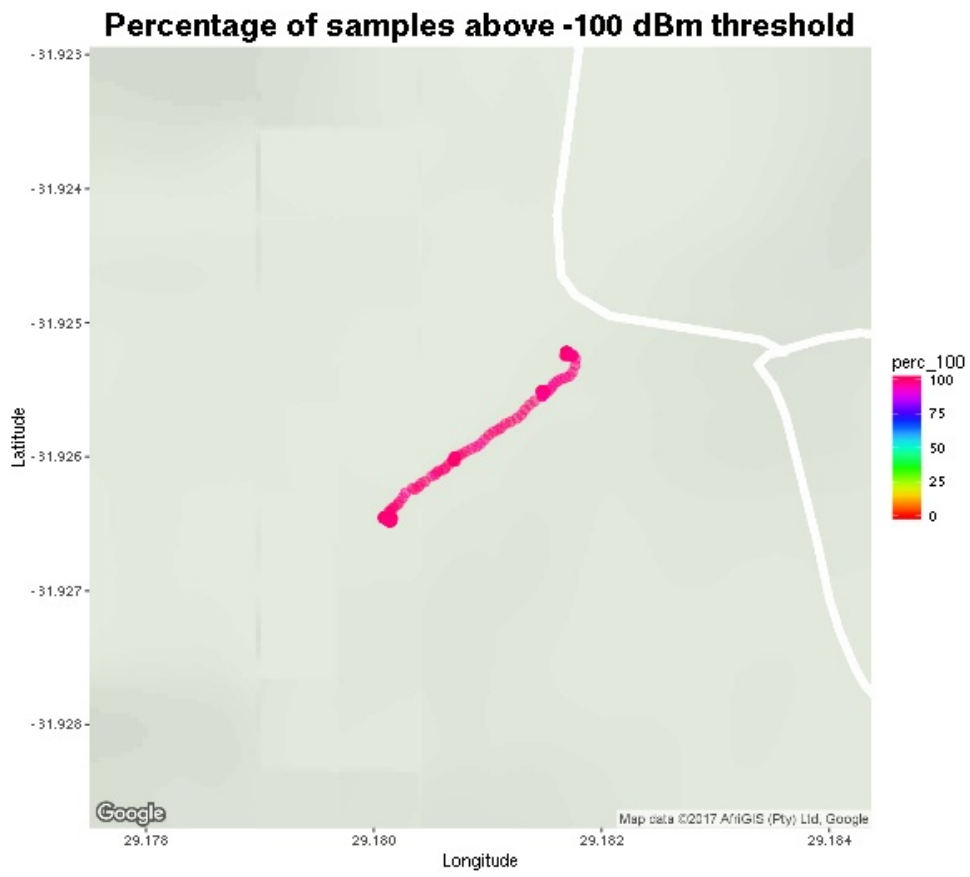 Percentage of samples above -100 dBm threshold
-31.923
-31.924
-31.925
-31.926
-31.927
-31.928
Latitude
29.178
29.180
29.182
29.184
Longitude
perc_100
100
75
50
25
0
Google
Map data ©2017 AfriGIS (Pty) Ltd, Google